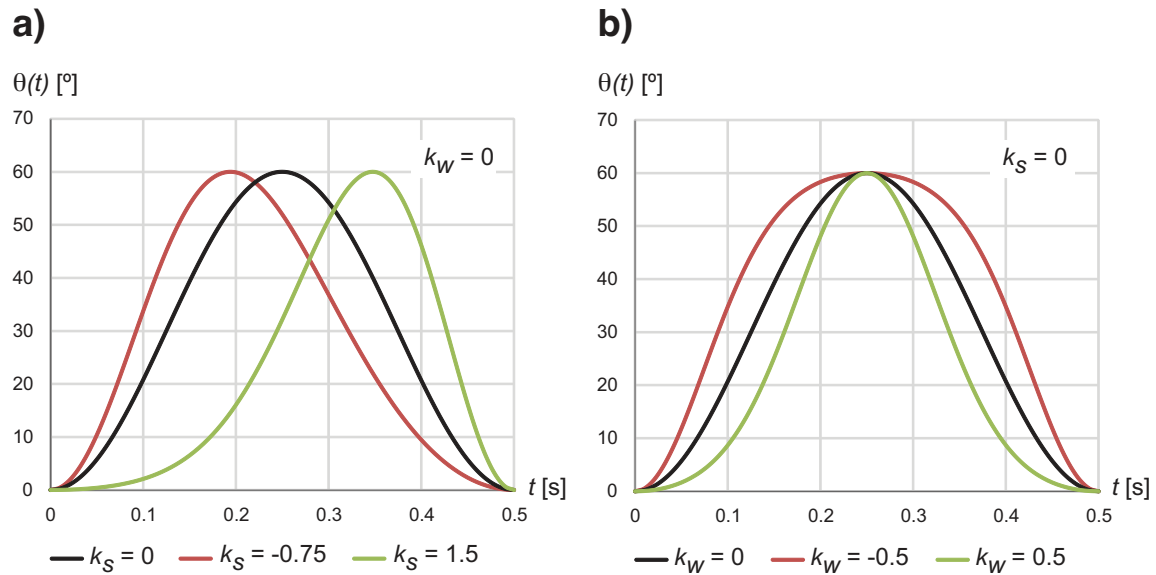 a)
θ(t) [º]
70
60
50
40
30
20
10
0
k_W = 0
0 0.1 0.2 0.3 0.4 0.5
t [s]
k_S = 0 k_S = -0.75 k_S = 1.5
b)
θ(t) [º]
70
60
50
40
30
20
10
0
k_S = 0
0 0.1 0.2 0.3 0.4 0.5
t [s]
k_W = 0 k_W = -0.5 k_W = 0.5